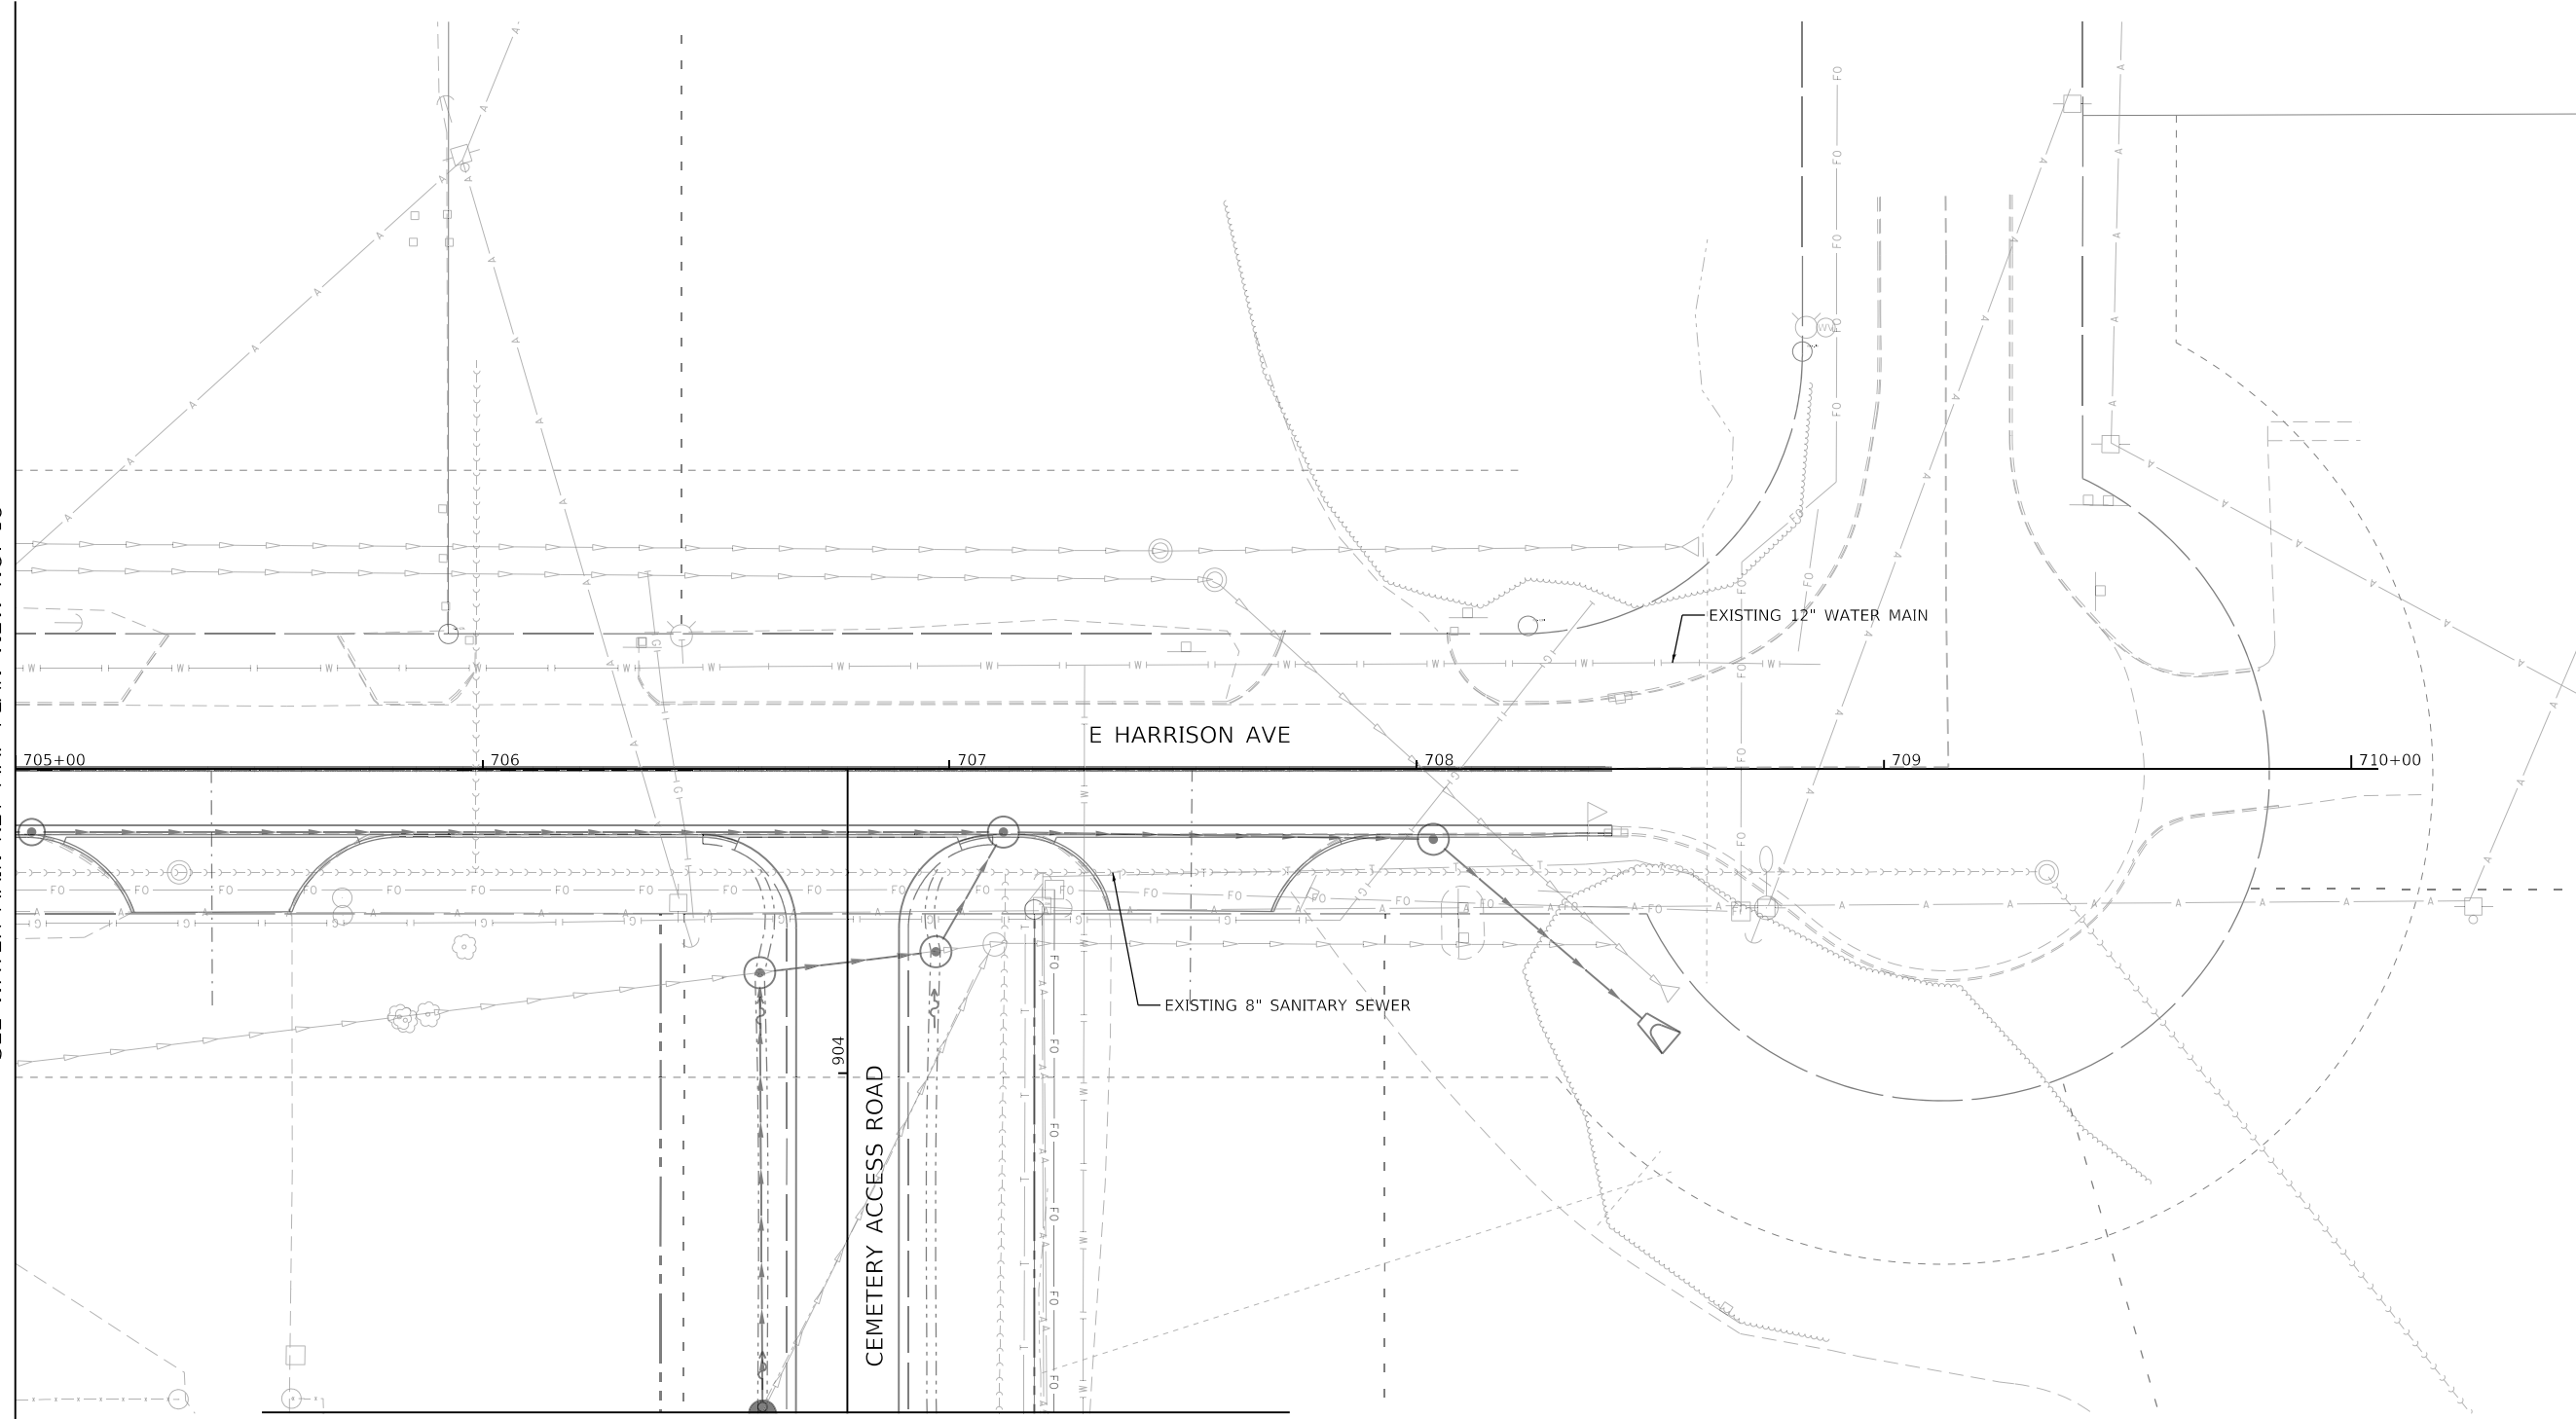 EXISTING 12" WATER MAIN
E HARRISON AVE
705+00
706
707
708
709
710+00
EXISTING 8" SANITARY SEWER
904
CEMETERY ACCESS ROAD